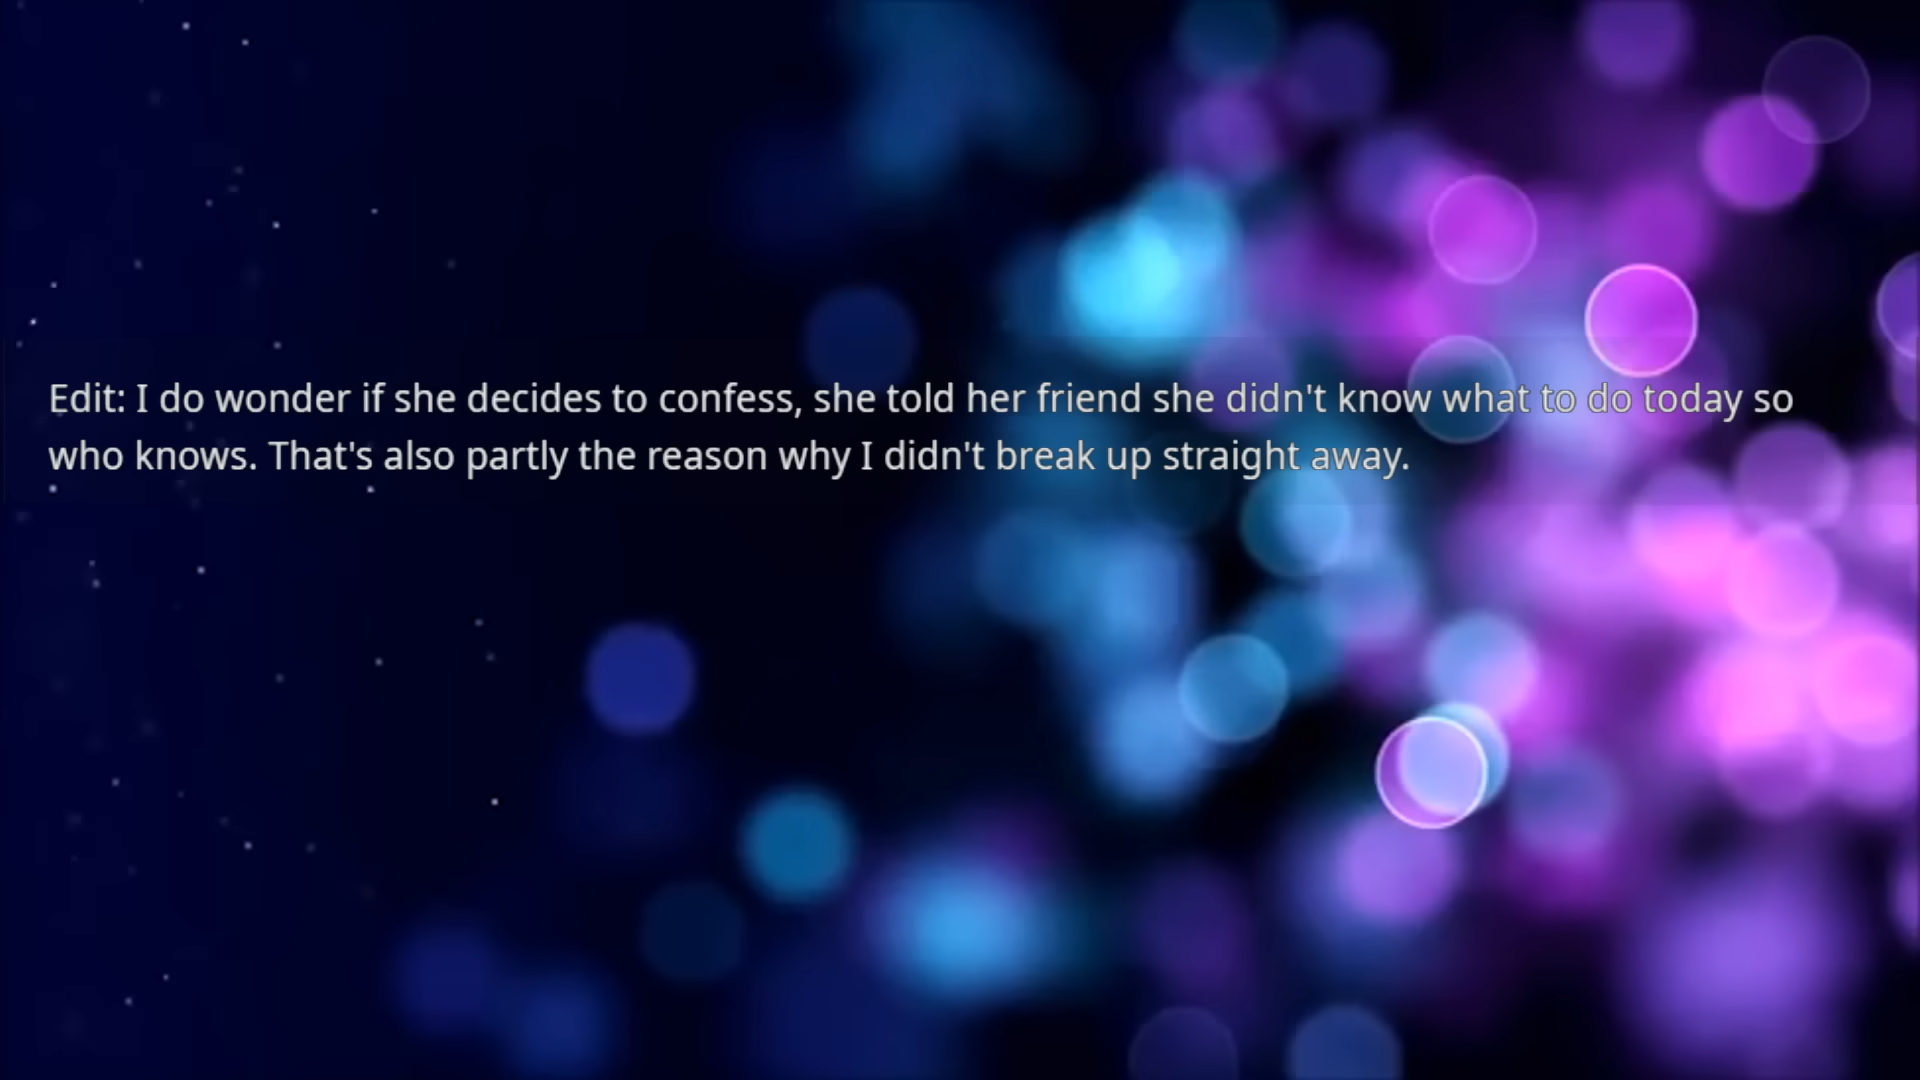 Edit: I do wonder if she decides to confess, she told her friend she didn't know what to do today so
who knows. That's also partly the reason why I didn't break up straight away.